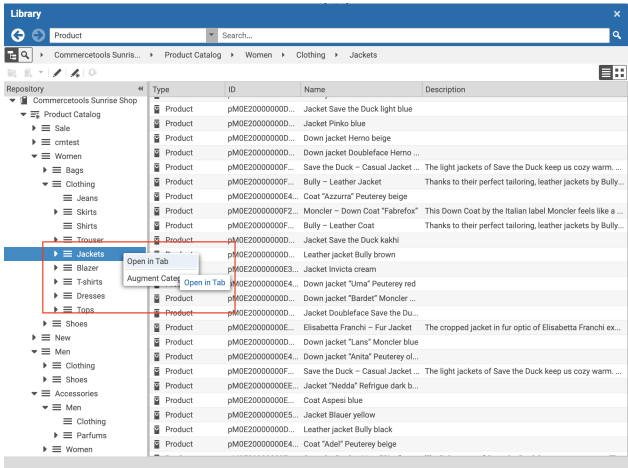 Library
Product
Search...
Commercetools Sunris... Product Catalog Women Clothing Jackets
Repository
Commercetools Sunrise Shop
Product Catalog
Sale
cmtest
Women
Bags
Clothing
Jeans
Skirts
Shirts
Trouser
Jackets
Blazer
T-shirts
Dresses
Tops
Shoes
New
Men
Clothing
Shoes
Accessories
Men
Clothing
Parfums
Women
Open in Tab
Augment Categ
Open in Tab
Type ID Name Description
Product pM0E20000000D... Jacket Save the Duck light blue
Product pM0E20000000D... Jacket Pinko blue
Product pM0E20000000D... Down jacket Herno beige
Product pM0E20000000D... Down jacket Doubleface Herno ...
Product pM0E20000000F... Save the Duck – Casual Jacket ... The light jackets of Save the Duck keep us cozy warm. ...
Product pM0E20000000F... Bully – Leather Jacket Thanks to their perfect tailoring, leather jackets by Bully...
Product pM0E20000000E4... Coat "Azzurra" Peuterey beige
Product pM0E20000000F2... Moncler – Down Coat "Fabrefox" This Down Coat by the Italian label Moncler feels like a ...
Product pM0E20000000F... Bully – Leather Coat Thanks to their perfect tailoring, leather jackets by Bully...
Product pM0E20000000D... Jacket Save the Duck kakhi
Product pM0E20000000D... Leather jacket Bully brown
pM0E20000000E3... Jacket Invicta cream
pM0E20000000E4... Down jacket "Uma" Peuterey red
Product pM0E20000000D... Down jacket "Bardet" Moncler ...
Product pM0E20000000D... Jacket Doubleface Save the Du...
Product pM0E20000000E... Elisabetta Franchi – Fur Jacket The cropped jacket in fur optic of Elisabetta Franchi ex...
Product pM0E20000000D... Down jacket "Lans" Moncler blue
Product pM0E20000000E4... Down jacket "Anita" Peuterey ol...
Product pM0E20000000F... Save the Duck – Casual Jacket ... The light jackets of Save the Duck keep us cozy warm. ...
Product pM0E20000000EE... Jacket "Nedda" Refrigue dark b...
Product pM0E20000000E... Coat Aspesi blue
Product pM0E20000000E5... Jacket Blauer yellow
Product pM0E20000000D... Leather jacket Bully black
Product pM0E20000000E4... Coat "Adel" Peuterey beige